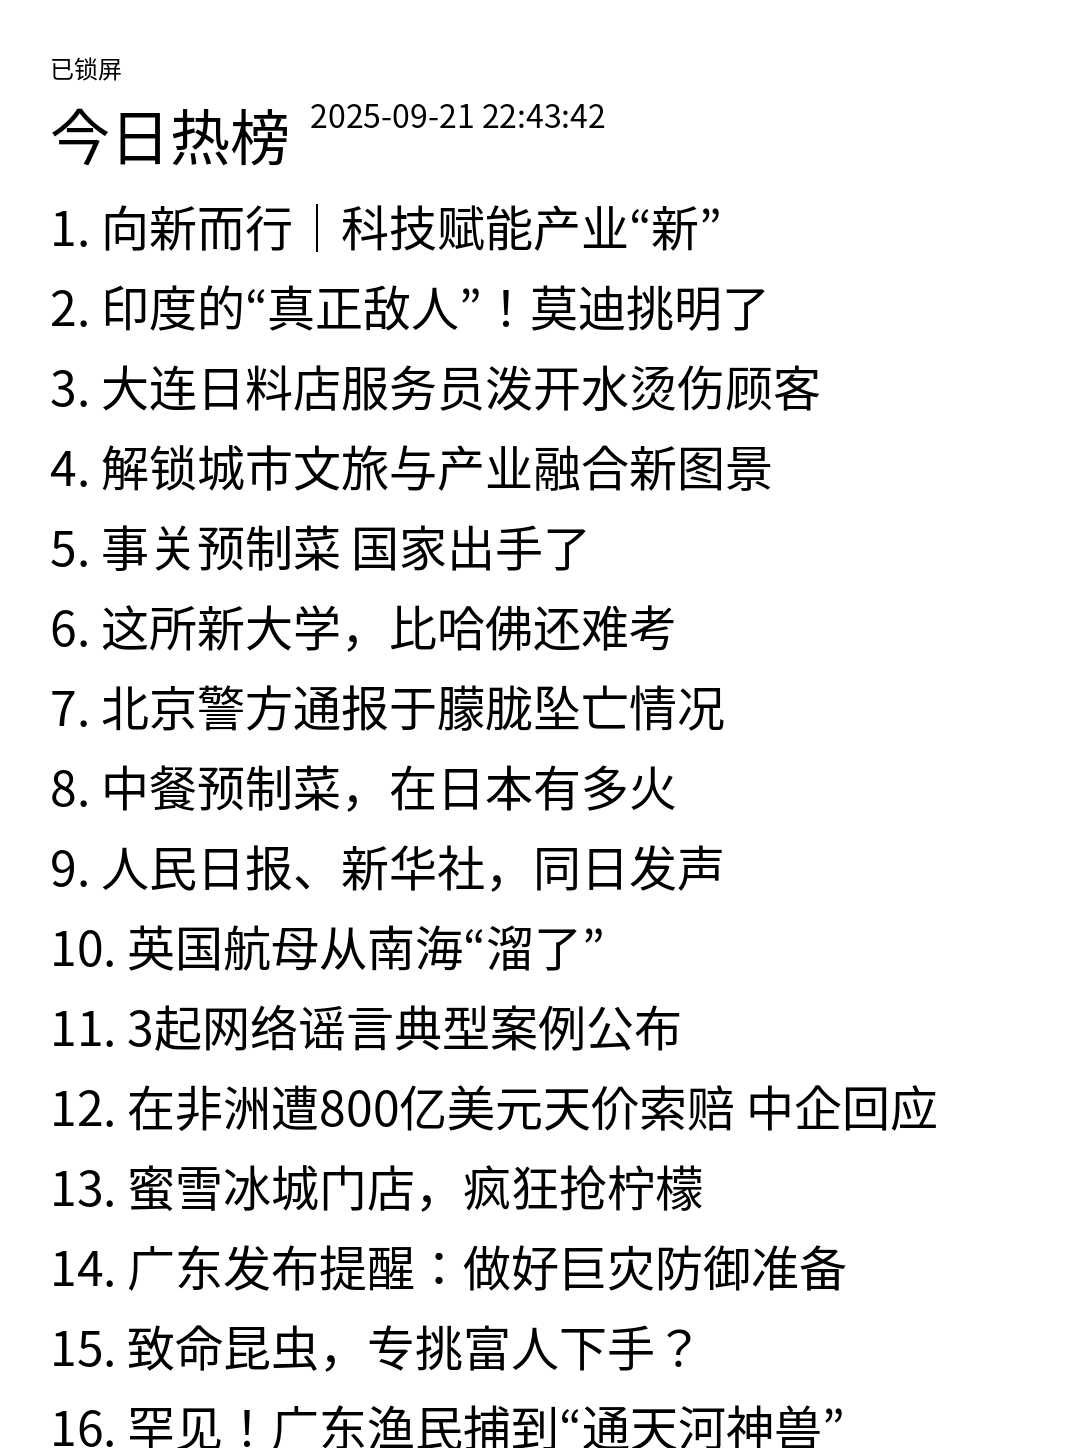 已锁屏
今日热榜 2025-09-21 22:43:42
1. 向新而行｜科技赋能产业“新”
2. 印度的“真正敌人”！莫迪挑明了
3. 大连日料店服务员泼开水烫伤顾客
4. 解锁城市文旅与产业融合新图景
5. 事关预制菜 国家出手了
6. 这所新大学，比哈佛还难考
7. 北京警方通报于朦胧坠亡情况
8. 中餐预制菜，在日本有多火
9. 人民日报、新华社，同日发声
10. 英国航母从南海“溜了”
11. 3起网络谣言典型案例公布
12. 在非洲遭800亿美元天价索赔 中企回应
13. 蜜雪冰城门店，疯狂抢柠檬
14. 广东发布提醒：做好巨灾防御准备
15. 致命昆虫，专挑富人下手？
16. 罕见！广东渔民捕到“通天河神兽”